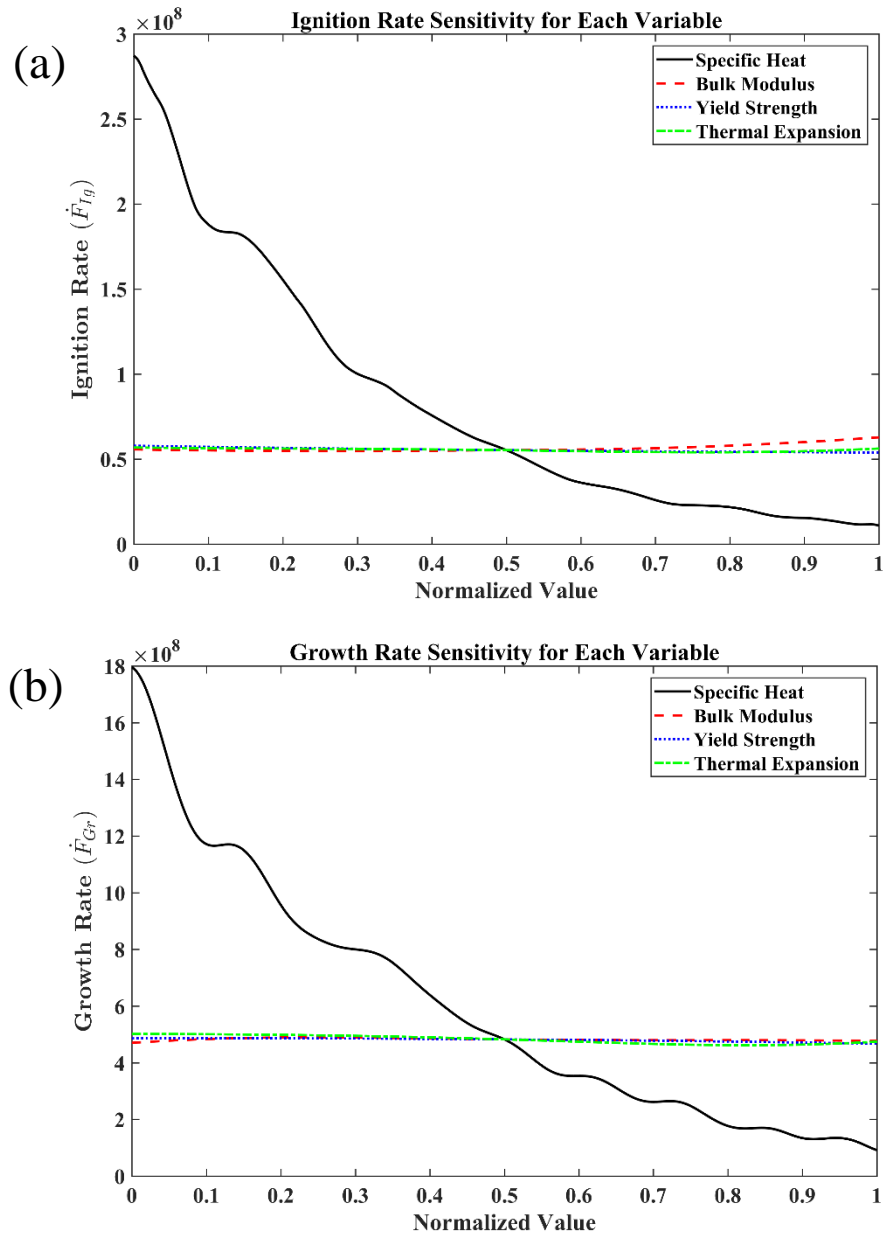 (a)
Ignition Rate Sensitivity for Each Variable
×10⁸
3
2.5
2
1.5
1
0.5
0
Ignition Rate (Ḟ_Ig)
Specific Heat
Bulk Modulus
Yield Strength
Thermal Expansion
0 0.1 0.2 0.3 0.4 0.5 0.6 0.7 0.8 0.9 1
Normalized Value
(b)
Growth Rate Sensitivity for Each Variable
×10⁸
18
16
14
12
10
8
6
4
2
0
Growth Rate (Ḟ_Gr)
Specific Heat
Bulk Modulus
Yield Strength
Thermal Expansion
0 0.1 0.2 0.3 0.4 0.5 0.6 0.7 0.8 0.9 1
Normalized Value